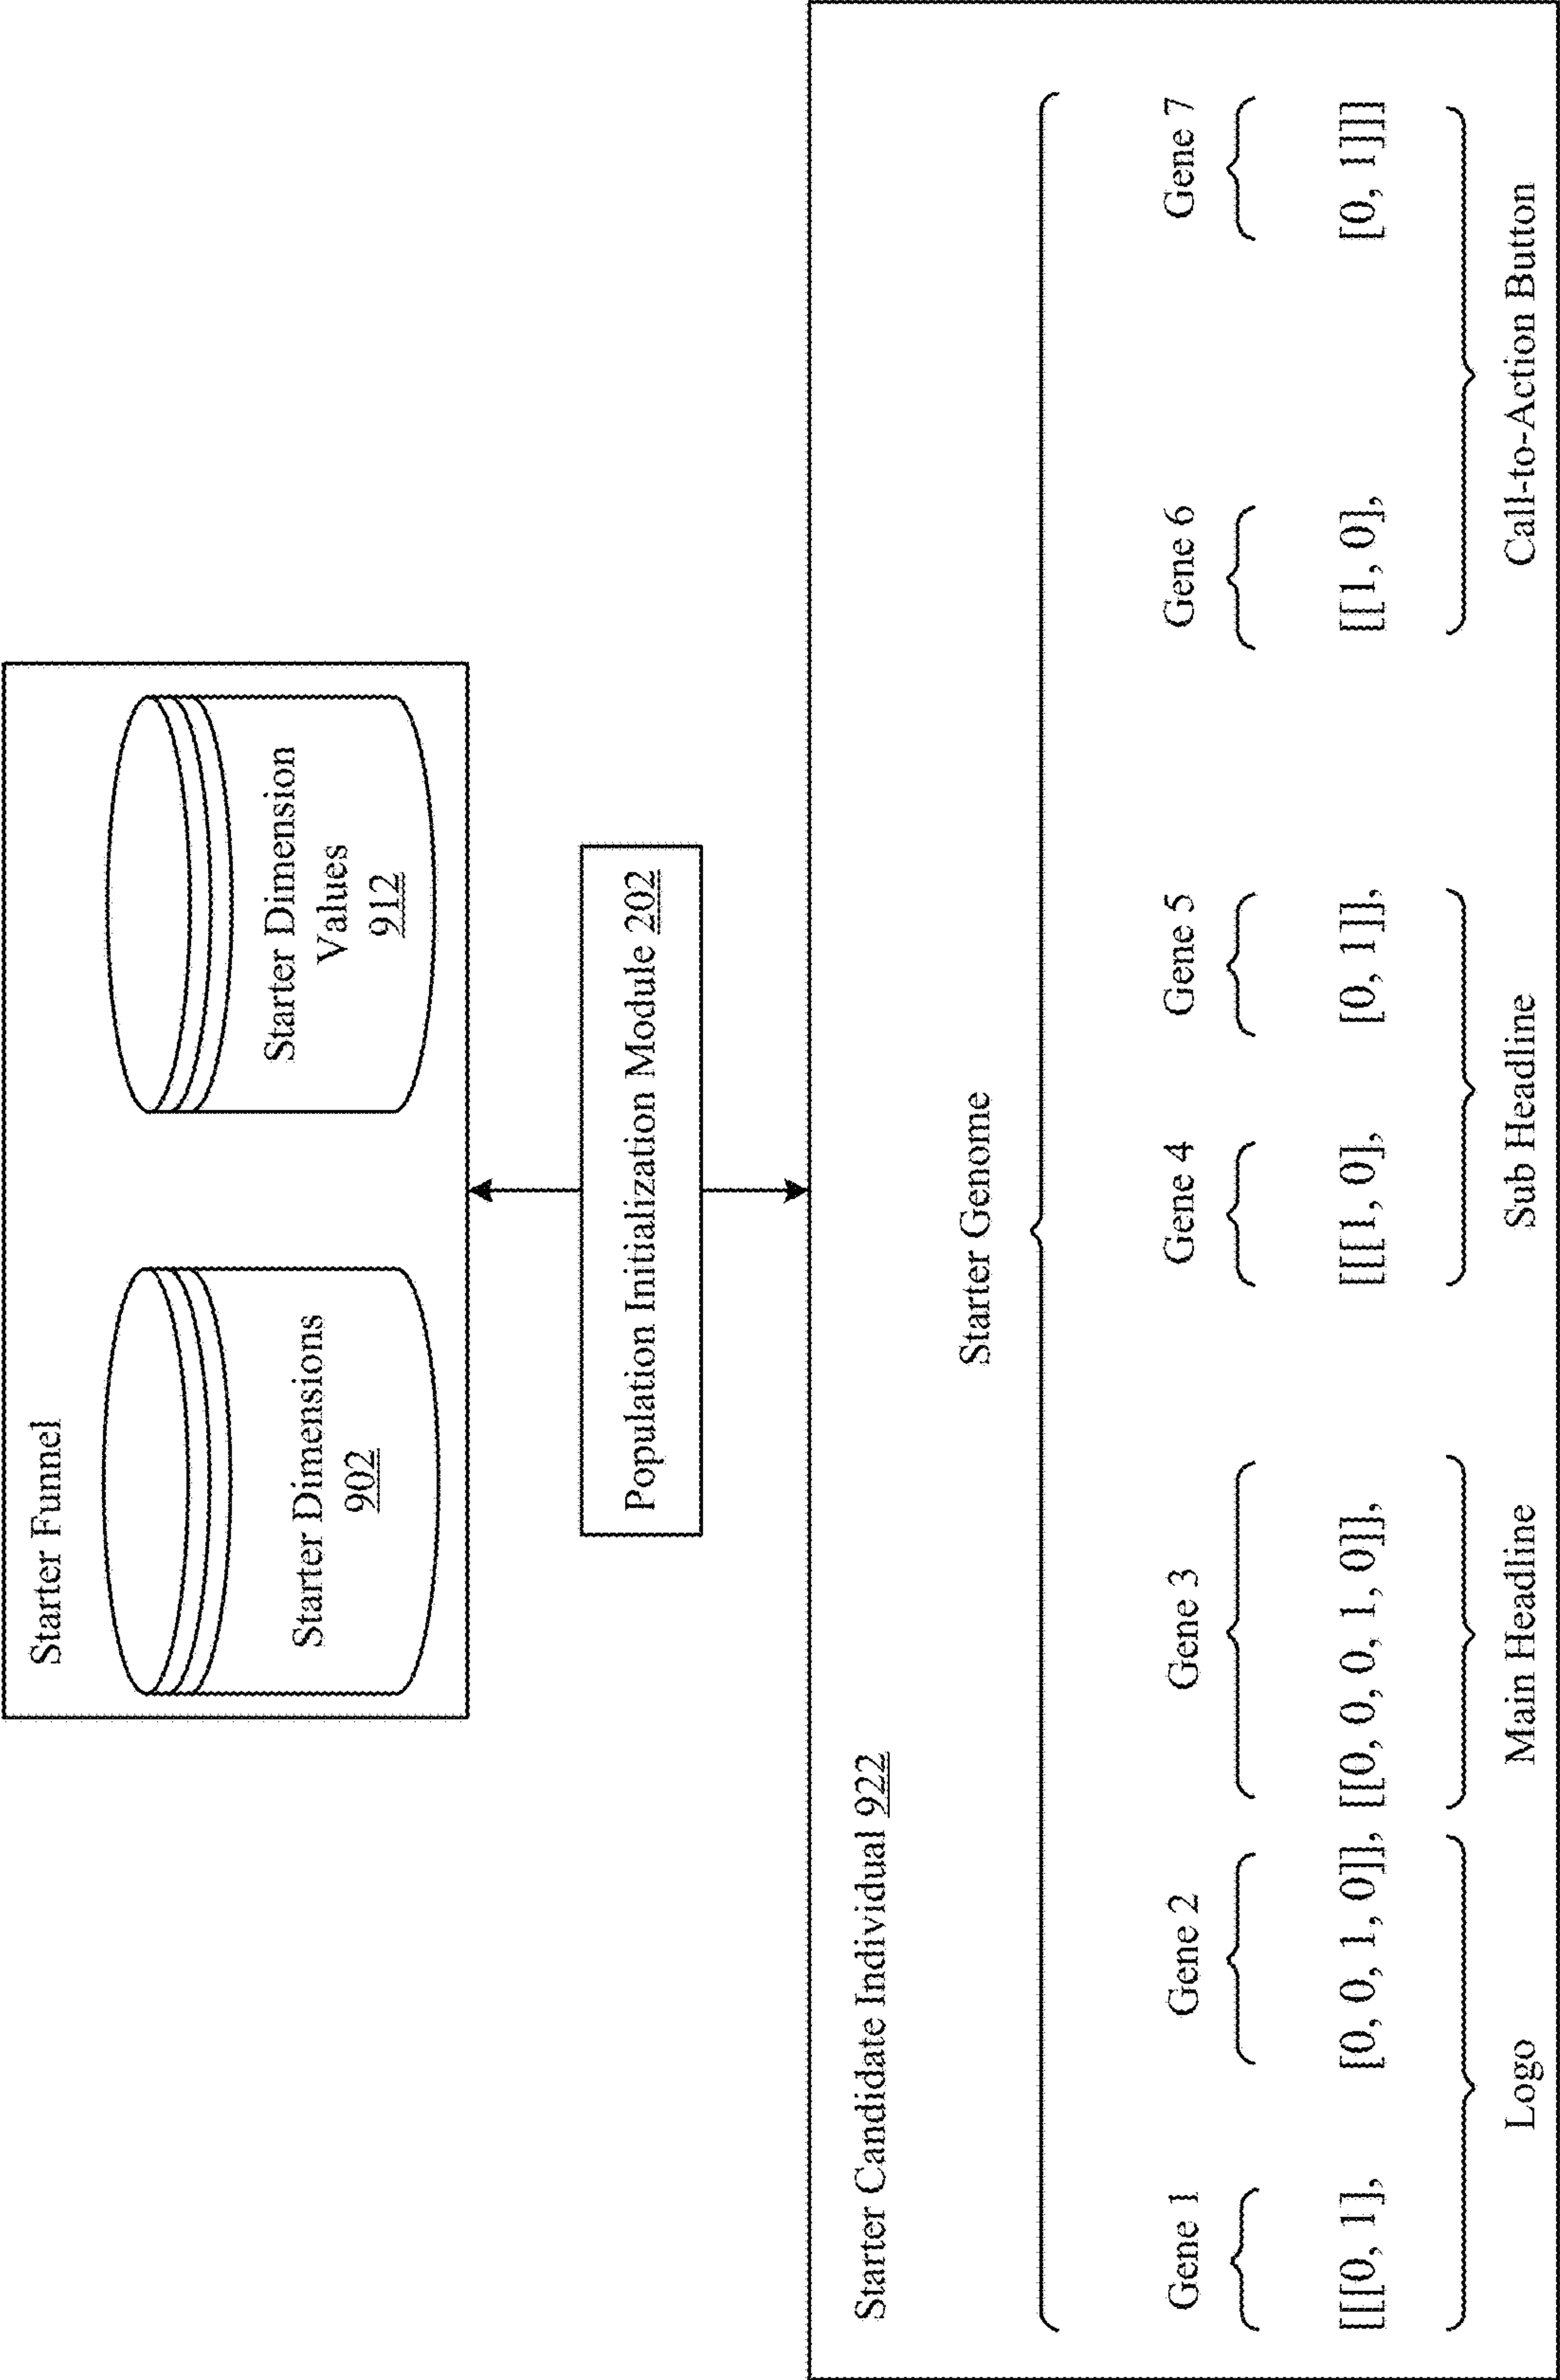 Starter Funnel
Starter Dimensions
902
Starter Dimension
Values
912
Population Initialization Module 202
Starter Candidate Individual 922
Starter Genome
Gene 1
Gene 2
Gene 3
Gene 4
Gene 5
Gene 6
Gene 7
[[[0, 1], [0, 0, 1, 0]], [[0, 0, 0, 1, 0]], [[[1, 0], [0, 1]], [[1, 0], [0, 1]]]
Logo
Main Headline
Sub Headline
Call-to-Action Button